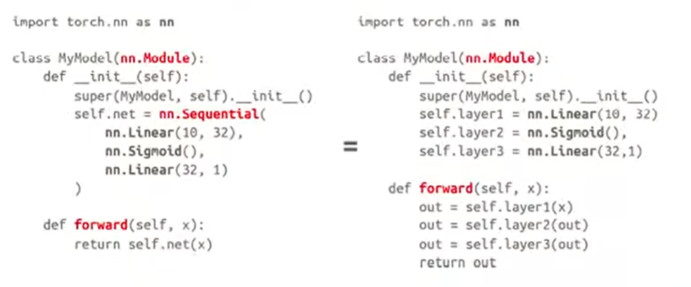 import torch.nn as nn
class MyModel(nn.Module):
    def __init__(self):
        super(MyModel, self).__init__()
        self.net = nn.Sequential(
            nn.Linear(10, 32),
            nn.Sigmoid(),
            nn.Linear(32, 1)
        )
    def forward(self, x):
        return self.net(x)
=
import torch.nn as nn
class MyModel(nn.Module):
    def __init__(self):
        super(MyModel, self).__init__()
        self.layer1 = nn.Linear(10, 32)
        self.layer2 = nn.Sigmoid(),
        self.layer3 = nn.Linear(32,1)
    def forward(self, x):
        out = self.layer1(x)
        out = self.layer2(out)
        out = self.layer3(out)
        return out